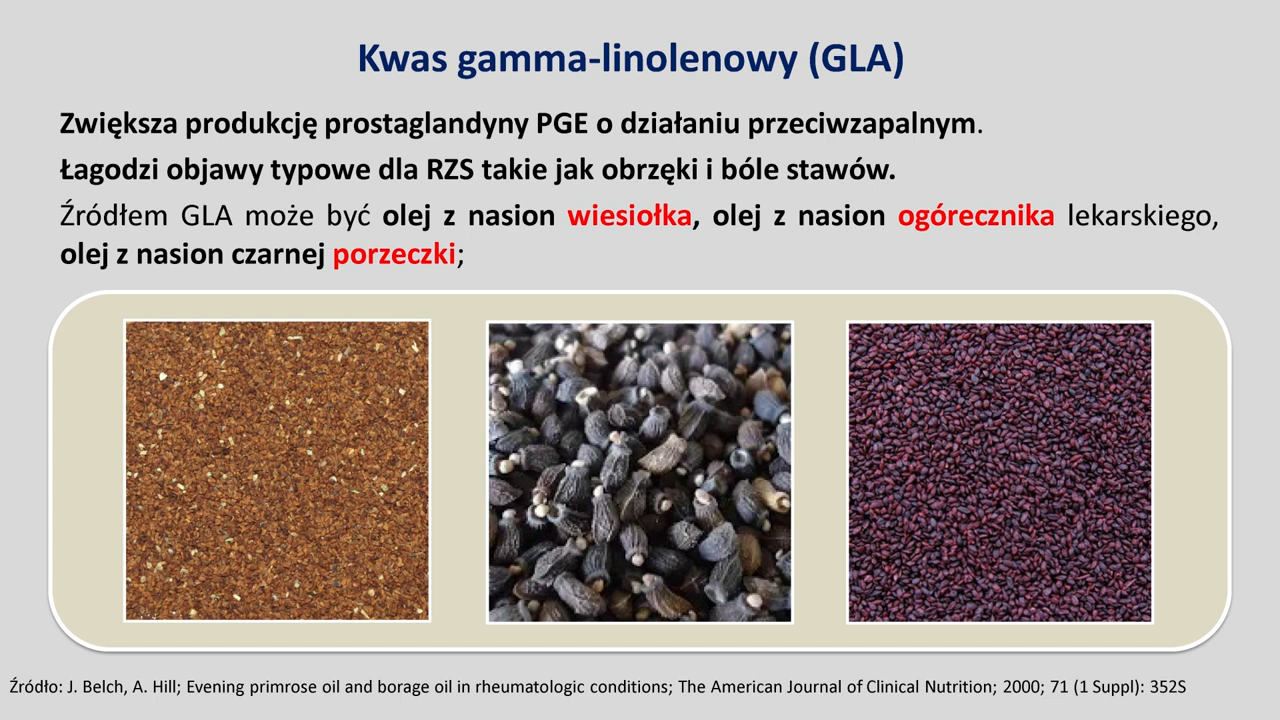 Kwas gamma-linolenowy (GLA)
Zwiększa produkcję prostaglandyny PGE o działaniu przeciwzapalnym.
Łagodzi objawy typowe dla RZS takie jak obrzęki i bóle stawów.
Źródłem GLA może być olej z nasion wiesiołka, olej z nasion ogórecznika lekarskiego,
olej z nasion czarnej porzeczki;
Źródło: J. Belch, A. Hill; Evening primrose oil and borage oil in rheumatologic conditions; The American Journal of Clinical Nutrition; 2000; 71 (1 Suppl): 352S